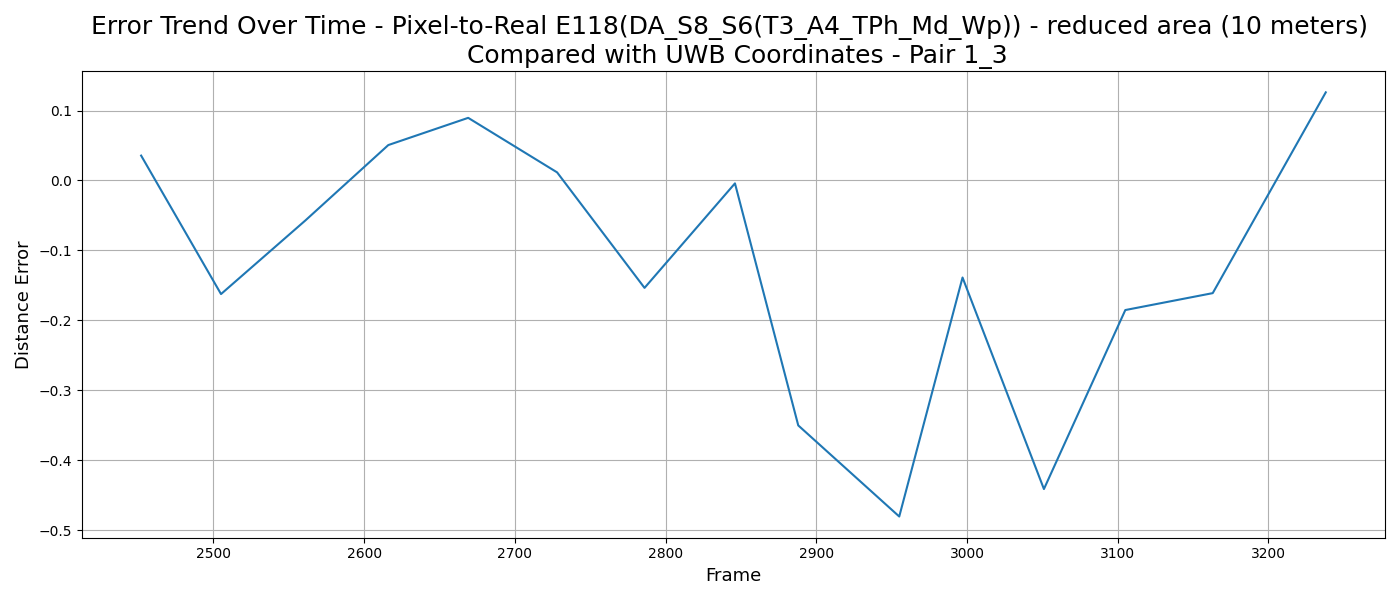 Error Trend Over Time - Pixel-to-Real E118(DA_S8_S6(T3_A4_TPh_Md_Wp)) - reduced area (10 meters)
Compared with UWB Coordinates - Pair 1_3
Distance Error
0.1
0.0
−0.1
−0.2
−0.3
−0.4
−0.5
2500 2600 2700 2800 2900 3000 3100 3200
Frame